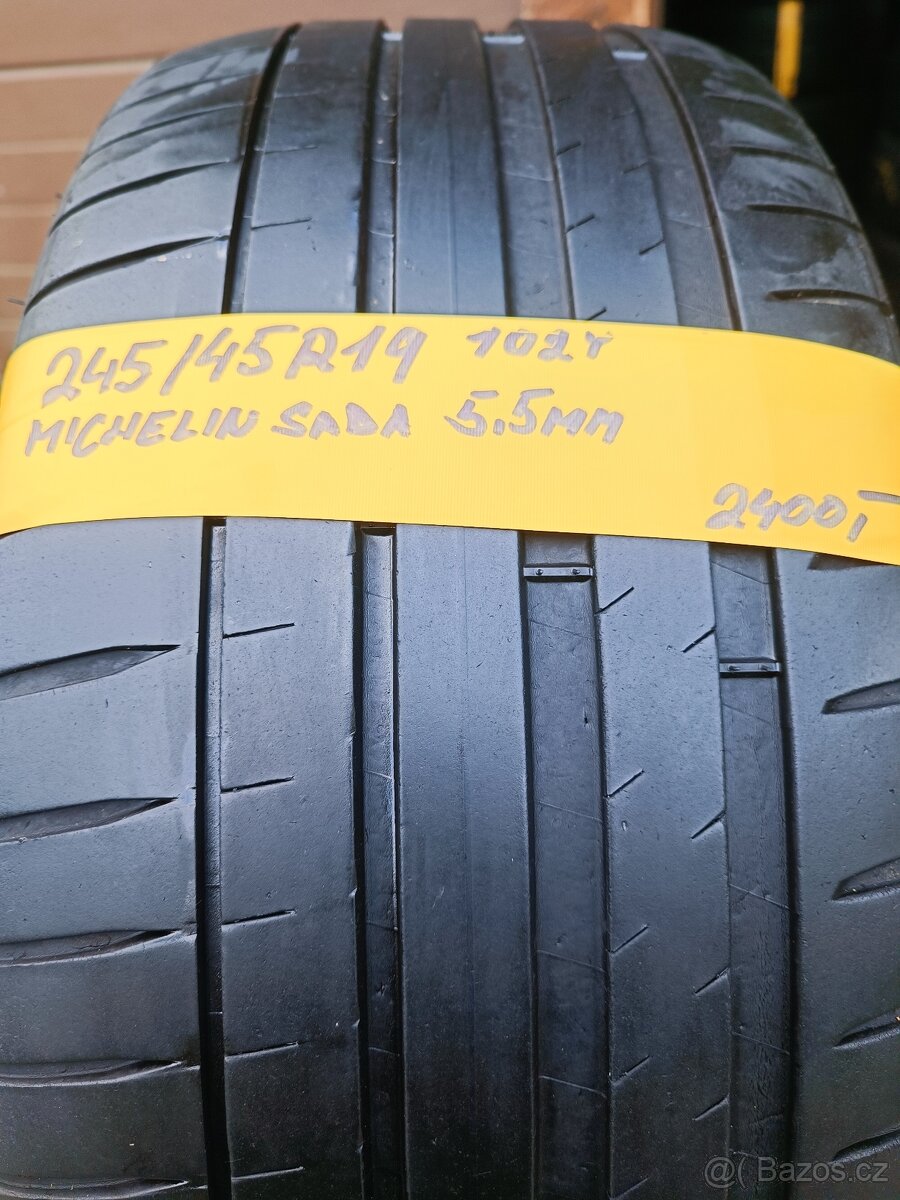 245/45R19 102Y
MICHELIN SADA 5,5mm
2400,-
@( Bazos.cz